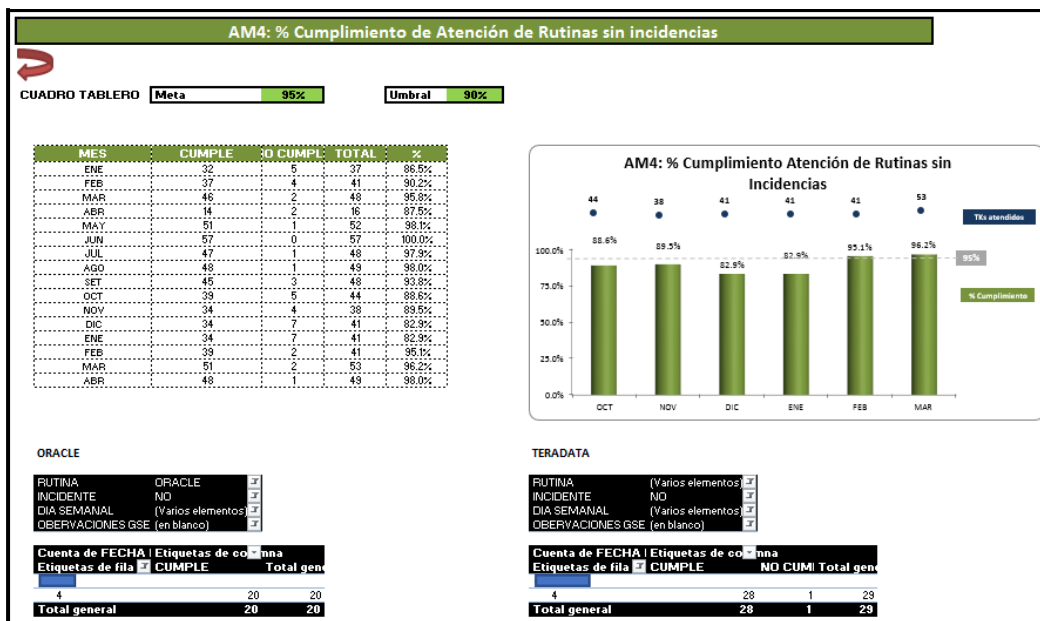 AM4: % Cumplimiento de Atención de Rutinas sin incidencias
CUADRO TABLERO Meta 95% Umbral 90%
MES CUMPLE O CUMPL TOTAL %
ENE 32 5 37 86.5%
FEB 37 4 41 90.2%
MAR 46 2 48 95.8%
ABR 14 2 16 87.5%
MAY 51 1 52 98.1%
JUN 57 0 57 100.0%
JUL 47 1 48 97.9%
AGO 48 1 49 98.0%
SET 45 3 48 93.8%
OCT 39 5 44 88.6%
NOV 34 4 38 89.5%
DIC 34 7 41 82.9%
ENE 34 7 41 82.9%
FEB 39 2 41 95.1%
MAR 51 2 53 96.2%
ABR 48 1 49 98.0%
AM4: % Cumplimiento Atención de Rutinas sin
Incidencias
44 38 41 41 41 53
TKs atendidos
88.6% 89.5% 82.9% 82.9% 95.1% 96.2%
95%
% Cumplimiento
100.0%
75.0%
50.0%
25.0%
0.0%
OCT NOV DIC ENE FEB MAR
ORACLE
RUTINA ORACLE
INCIDENTE NO
DIA SEMANAL (Varios elementos)
OBERVACIONES GSE (en blanco)
Cuenta de FECHA Etiquetas de co mna
Etiquetas de fila CUMPLE Total gene
4 20 20
Total general 20 20
TERADATA
RUTINA (Varios elementos)
INCIDENTE NO
DIA SEMANAL (Varios elementos)
OBERVACIONES GSE (en blanco)
Cuenta de FECHA Etiquetas de co mna
Etiquetas de fila CUMPLE NO CUMI Total gen
4 28 1 29
Total general 28 1 29